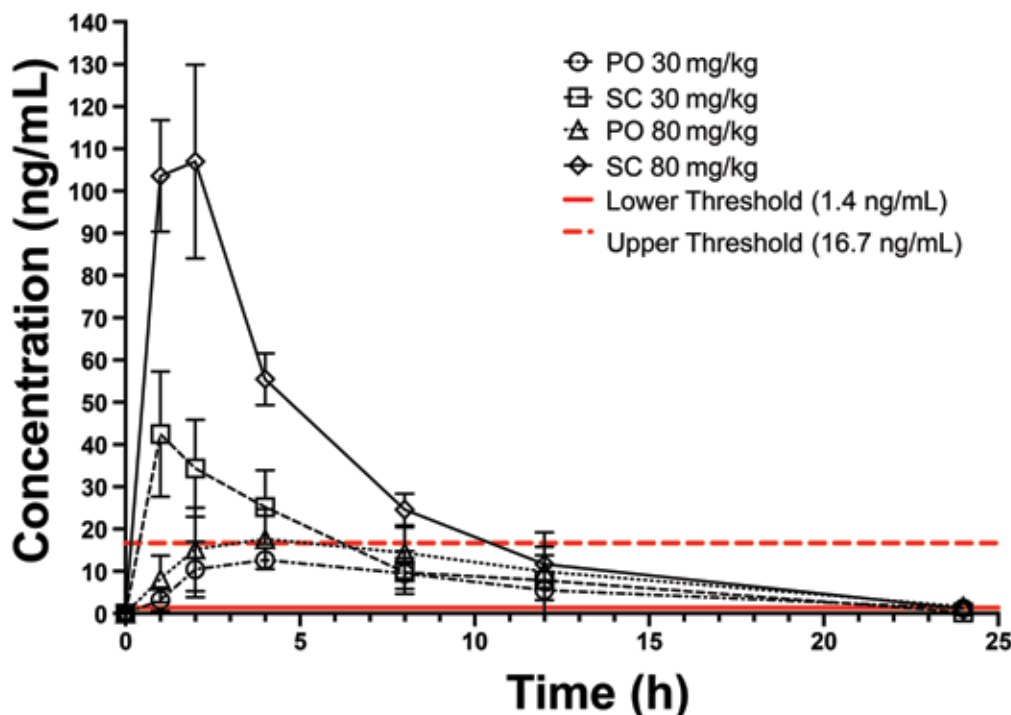 Concentration (ng/mL)
140
130
120
110
100
90
80
70
60
50
40
30
20
10
0
PO 30 mg/kg
SC 30 mg/kg
PO 80 mg/kg
SC 80 mg/kg
Lower Threshold (1.4 ng/mL)
Upper Threshold (16.7 ng/mL)
0 5 10 15 20 25
Time (h)